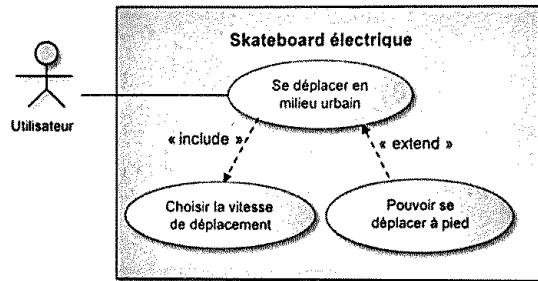 Skateboard électrique
Se déplacer en
milieu urbain
Utilisateur
« include »
« extend »
Choisir la vitesse
de déplacement
Pouvoir se
déplacer à pied